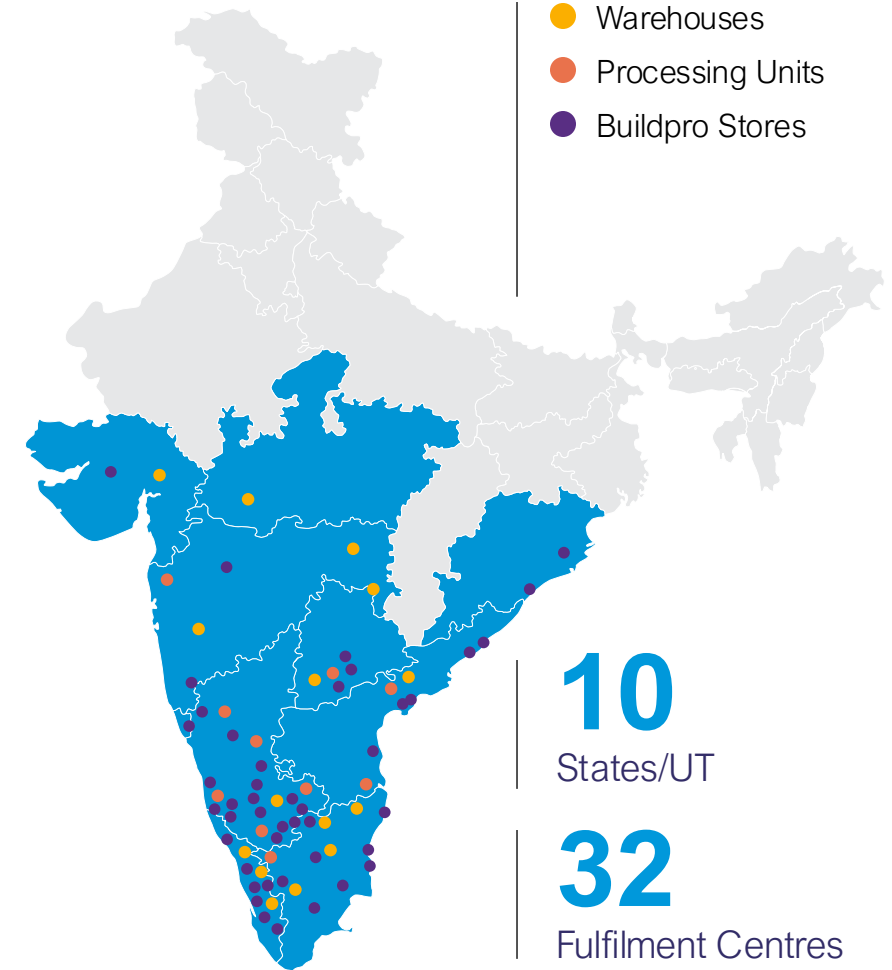 Warehouses
Processing Units
Buildpro Stores
10
States/UT
32
Fulfilment Centres